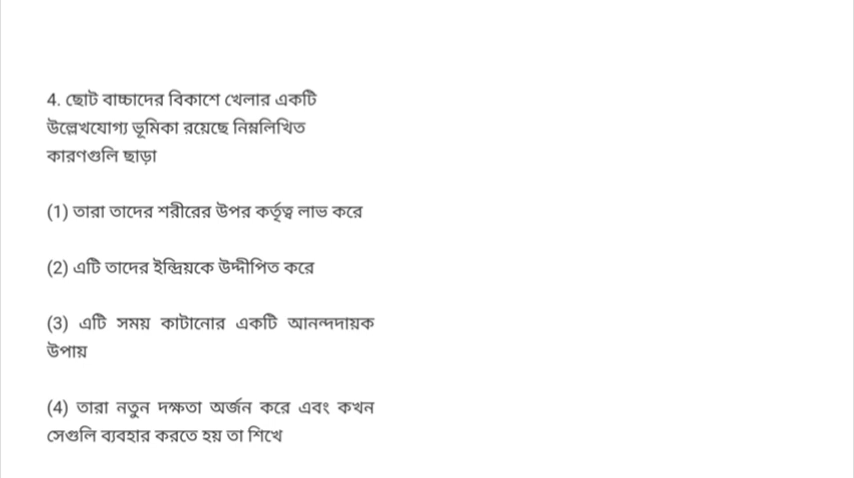 4. ছোট বাচ্চাদের বিকাশে খেলার একটি
উল্লেখযোগ্য ভূমিকা রয়েছে নিম্নলিখিত
কারণগুলি ছাড়া
(1) তারা তাদের শরীরের উপর কর্তৃত্ব লাভ করে
(2) এটি তাদের ইন্দ্রিয়কে উদ্দীপিত করে
(3) এটি সময় কাটানোর একটি আনন্দদায়ক
উপায়
(4) তারা নতুন দক্ষতা অর্জন করে এবং কখন
সেগুলি ব্যবহার করতে হয় তা শিখে